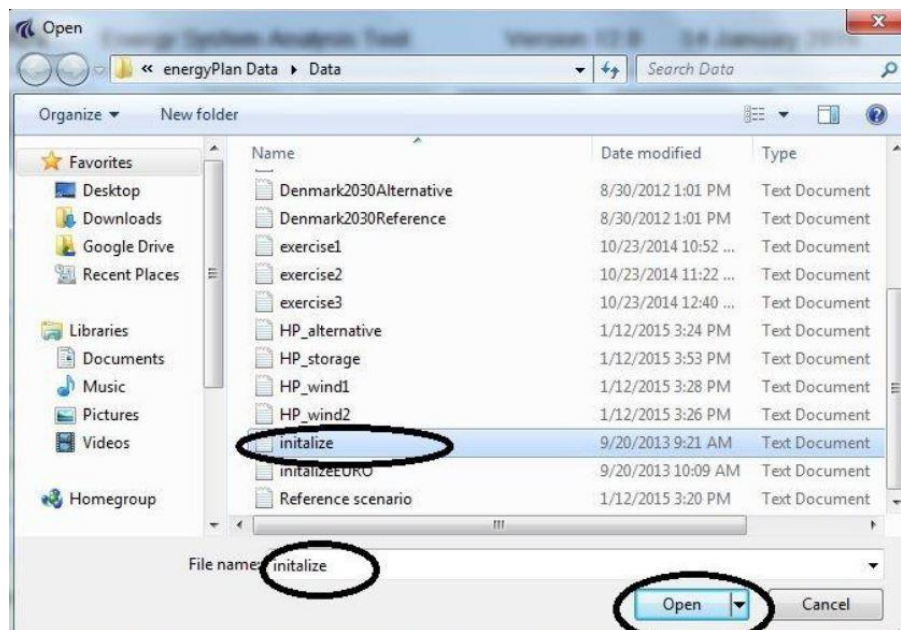 Open
Energy System Analysis Tool Version 12.0 14 January
« energyPlan Data ▸ Data Search Data
Organize New folder
Favorites
Desktop
Downloads
Google Drive
Recent Places
Libraries
Documents
Music
Pictures
Videos
Homegroup
Name Date modified Type
Denmark2030Alternative 8/30/2012 1:01 PM Text Document
Denmark2030Reference 8/30/2012 1:01 PM Text Document
exercise1 10/23/2014 10:52 ... Text Document
exercise2 10/23/2014 11:22 ... Text Document
exercise3 10/23/2014 12:40 ... Text Document
HP_alternative 1/12/2015 3:24 PM Text Document
HP_storage 1/12/2015 3:53 PM Text Document
HP_wind1 1/12/2015 3:28 PM Text Document
HP_wind2 1/12/2015 3:26 PM Text Document
initalize 9/20/2013 9:21 AM Text Document
initalizeEURO 9/20/2013 10:09 AM Text Document
Reference scenario 1/12/2015 3:20 PM Text Document
File name: initalize
Open Cancel